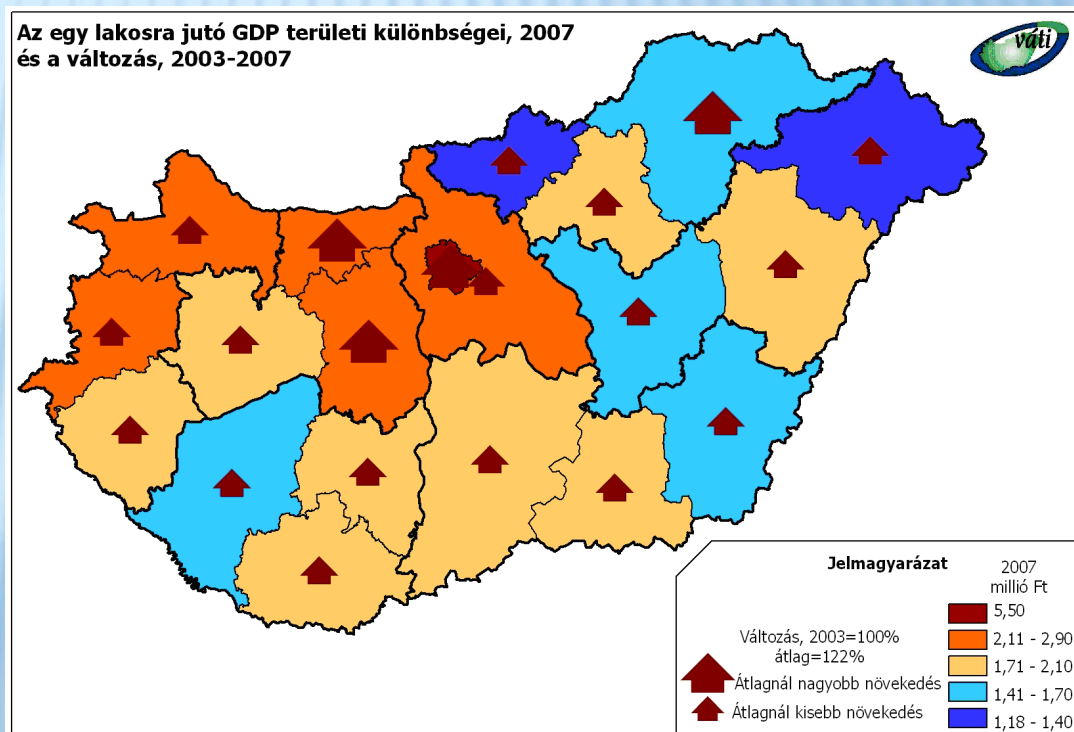 Az egy lakosra jutó GDP területi különbségei, 2007
és a változás, 2003-2007
váti
Jelmagyarázat
2007
millió Ft
5,50
2,11 - 2,90
1,71 - 2,10
1,41 - 1,70
1,18 - 1,40
Változás, 2003=100%
átlag=122%
Átlagnál nagyobb növekedés
Átlagnál kisebb növekedés